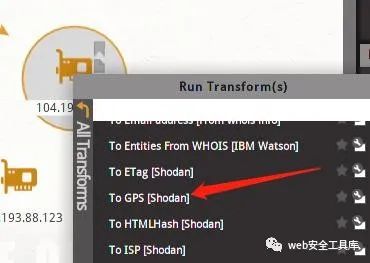 Run Transform(s)
104.19
All Transforms
To Email address [From whois info]
To Entities From WHOIS [IBM Watson]
To ETag [Shodan]
To GPS [Shodan]
.193.88.123
To HTMLHash [Shodan]
To ISP [Shodan]
web安全工具库